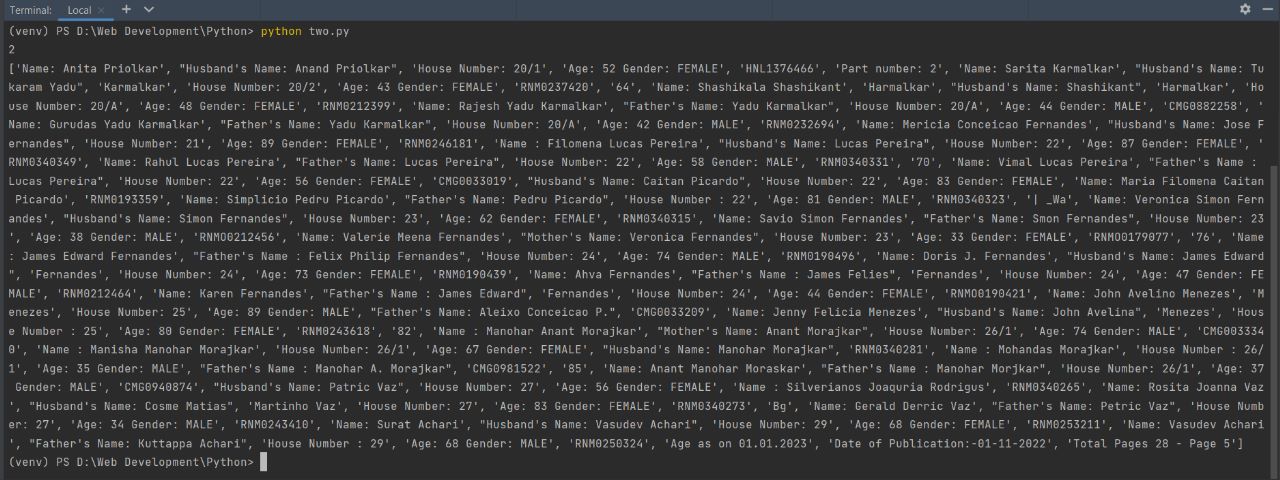 Terminal: Local × +
(venv) PS D:\Web Development\Python> python two.py
2
['Name: Anita Priolkar', "Husband's Name: Anand Priolkar", 'House Number: 20/1', 'Age: 52 Gender: FEMALE', 'HNL1376466', 'Part number: 2', 'Name: Sarita Karmalkar', "Husband's Name: Tu
karam Yadu", 'Karmalkar', 'House Number: 20/2', 'Age: 43 Gender: FEMALE', 'RNM0237420', '64', 'Name: Shashikala Shashikant', 'Harmalkar', "Husband's Name: Shashikant", 'Harmalkar', 'Ho
use Number: 20/A', 'Age: 48 Gender: FEMALE', 'RNM0212399', 'Name: Rajesh Yadu Karmalkar', "Father's Name: Yadu Karmalkar", 'House Number: 20/A', 'Age: 44 Gender: MALE', 'CMG0882258', '
Name: Gurudas Yadu Karmalkar', "Father's Name: Yadu Karmalkar", 'House Number: 20/A', 'Age: 42 Gender: MALE', 'RNM0232694', 'Name: Mericia Conceicao Fernandes', "Husband's Name: Jose F
ernandes", 'House Number: 21', 'Age: 89 Gender: FEMALE', 'RNM0246181', 'Name : Filomena Lucas Pereira', "Husband's Name: Lucas Pereira", 'House Number: 22', 'Age: 87 Gender: FEMALE', '
RNM0340349', 'Name: Rahul Lucas Pereira', "Father's Name: Lucas Pereira", 'House Number: 22', 'Age: 58 Gender: MALE', 'RNM0340331', '70', 'Name: Vimal Lucas Pereira', "Father's Name :
Lucas Pereira", 'House Number: 22', 'Age: 56 Gender: FEMALE', 'CMG0033019', "Husband's Name: Caitan Picardo", 'House Number: 22', 'Age: 83 Gender: FEMALE', 'Name: Maria Filomena Caitan
 Picardo', 'RNM0193359', 'Name: Simplicio Pedru Picardo', "Father's Name: Pedru Picardo", 'House Number : 22', 'Age: 81 Gender: MALE', 'RNM0340323', '| _Wa', 'Name: Veronica Simon Fern
andes', "Husband's Name: Simon Fernandes", 'House Number: 23', 'Age: 62 Gender: FEMALE', 'RNM0340315', 'Name: Savio Simon Fernandes', "Father's Name: Smon Fernandes", 'House Number: 23
', 'Age: 38 Gender: MALE', 'RNMO0212456', 'Name: Valerie Meena Fernandes', "Mother's Name: Veronica Fernandes", 'House Number: 23', 'Age: 33 Gender: FEMALE', 'RNMO0179077', '76', 'Name
: James Edward Fernandes', "Father's Name : Felix Philip Fernandes", 'House Number: 24', 'Age: 74 Gender: MALE', 'RNM0190496', 'Name: Doris J. Fernandes', "Husband's Name: James Edward
", 'Fernandes', 'House Number: 24', 'Age: 73 Gender: FEMALE', 'RNM0190439', 'Name: Ahva Fernandes', "Father's Name : James Felies", 'Fernandes', 'House Number: 24', 'Age: 47 Gender: FE
MALE', 'RNM0212464', 'Name: Karen Fernandes', "Father's Name : James Edward", 'Fernandes', 'House Number: 24', 'Age: 44 Gender: FEMALE', 'RNMO0190421', 'Name: John Avelino Menezes', 'M
enezes', 'House Number: 25', 'Age: 89 Gender: MALE', "Father's Name: Aleixo Conceicao P.", 'CMG0033209', 'Name: Jenny Felicia Menezes', "Husband's Name: John Avelina", 'Menezes', 'Hous
e Number : 25', 'Age: 80 Gender: FEMALE', 'RNM0243618', '82', 'Name : Manohar Anant Morajkar', "Mother's Name: Anant Morajkar", 'House Number: 26/1', 'Age: 74 Gender: MALE', 'CMG003334
0', 'Name : Manisha Manohar Morajkar', 'House Number: 26/1', 'Age: 67 Gender: FEMALE', "Husband's Name: Manohar Morajkar", 'RNM0340281', 'Name : Mohandas Morajkar', 'House Number : 26/
1', 'Age: 35 Gender: MALE', "Father's Name : Manohar A. Morajkar", 'CMG0981522', '85', 'Name: Anant Manohar Moraskar', "Father's Name : Manohar Morjkar", 'House Number: 26/1', 'Age: 37
 Gender: MALE', 'CMG0940874', "Husband's Name: Patric Vaz", 'House Number: 27', 'Age: 56 Gender: FEMALE', 'Name : Silverianos Joaquria Rodrigus', 'RNM0340265', 'Name: Rosita Joanna Vaz
', "Husband's Name: Cosme Matias", 'Martinho Vaz', 'House Number: 27', 'Age: 83 Gender: FEMALE', 'RNM0340273', 'Bg', 'Name: Gerald Derric Vaz', "Father's Name: Petric Vaz", 'House Numb
er: 27', 'Age: 34 Gender: MALE', 'RNM0243410', 'Name: Surat Achari', "Husband's Name: Vasudev Achari", 'House Number: 29', 'Age: 68 Gender: FEMALE', 'RNM0253211', 'Name: Vasudev Achari
', "Father's Name: Kuttappa Achari", 'House Number : 29', 'Age: 68 Gender: MALE', 'RNM0250324', 'Age as on 01.01.2023', 'Date of Publication:-01-11-2022', 'Total Pages 28 - Page 5']
(venv) PS D:\Web Development\Python>